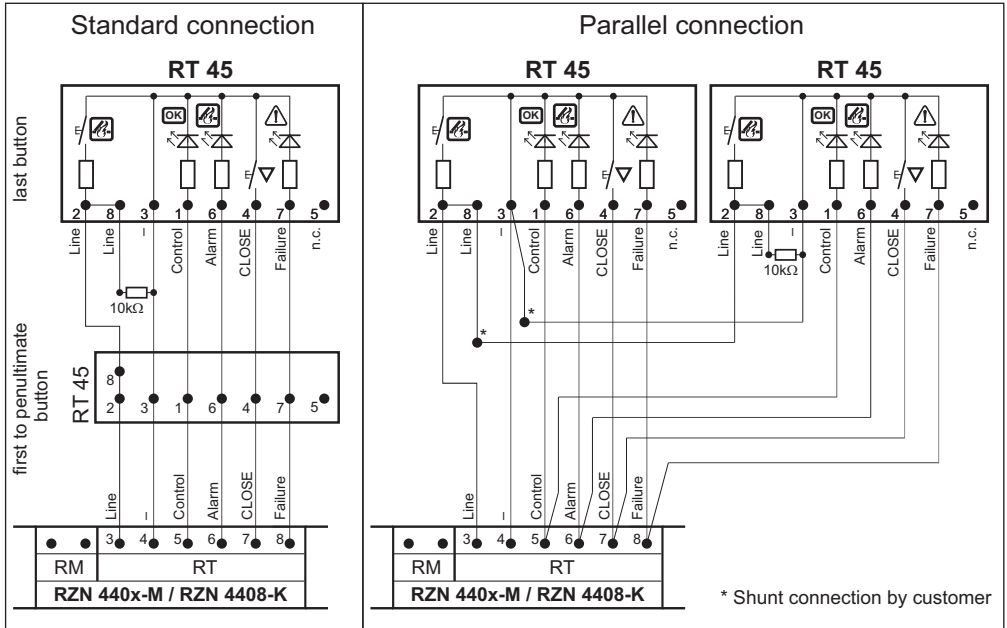 Standard connection
RT 45
OK
last button
2 8 3 1 6 4 7 5
Line Line – Control Alarm CLOSE Failure n.c.
10kΩ
first to penultimate button
RT 45
8
2 3 1 6 4 7 5
Line – Control Alarm CLOSE Failure
3 4 5 6 7 8
RM RT
RZN 440x-M / RZN 4408-K
Parallel connection
RT 45 RT 45
OK OK
2 8 3 1 6 4 7 5 2 8 3 1 6 4 7 5
Line Line – Control Alarm CLOSE Failure n.c. Line Line – Control Alarm CLOSE Failure n.c.
10kΩ
*
*
Line – Control Alarm CLOSE Failure
3 4 5 6 7 8
RM RT
RZN 440x-M / RZN 4408-K
* Shunt connection by customer